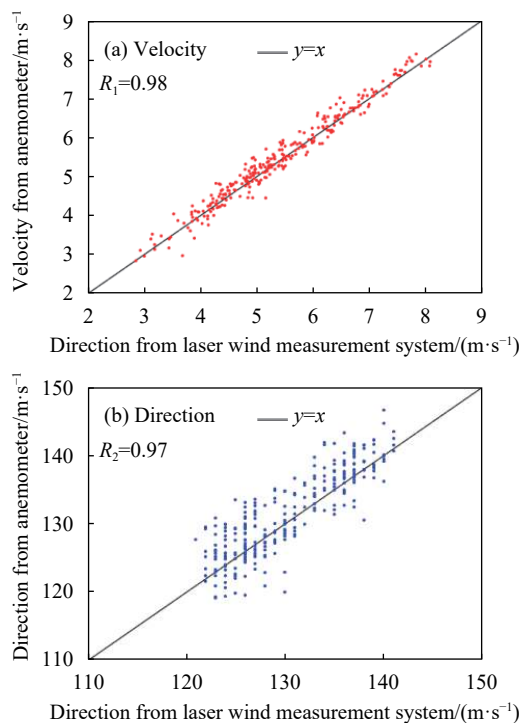 9
8
7
6
5
4
3
2
(a) Velocity
y=x
R₁=0.98
Velocity from anemometer/m·s⁻¹
2 3 4 5 6 7 8 9
Direction from laser wind measurement system/(m·s⁻¹)
150
140
130
120
110
(b) Direction
y=x
R₂=0.97
Direction from anemometer/m·s⁻¹
110 120 130 140 150
Direction from laser wind measurement system/(m·s⁻¹)